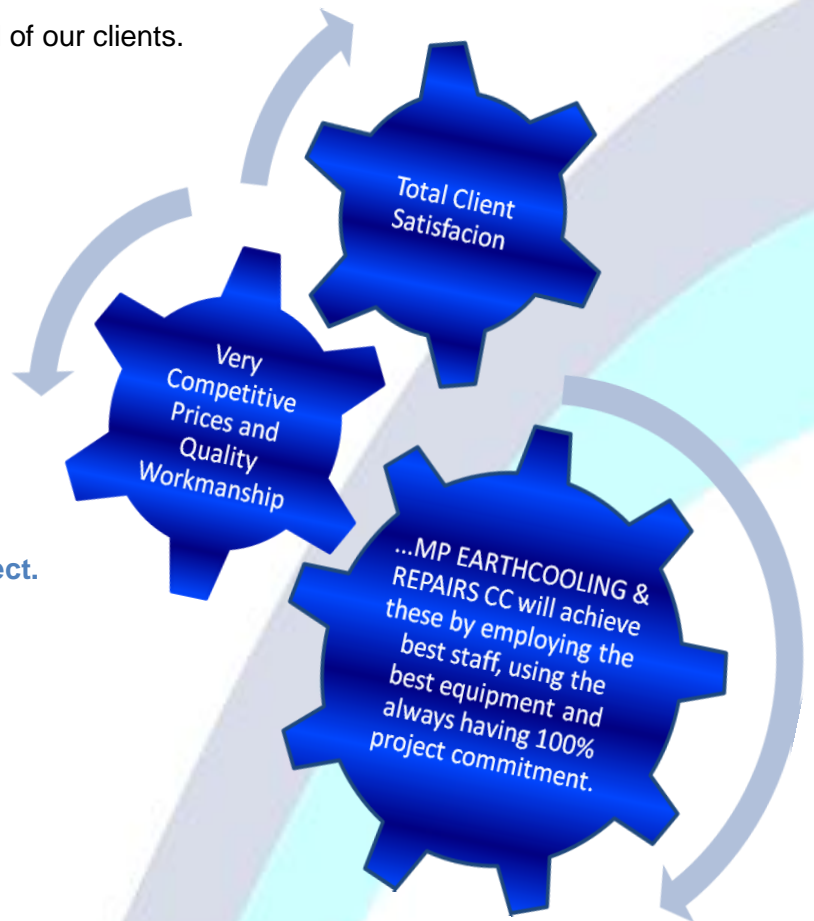 of our clients.
Total Client
Satisfacion
Very
Competitive
Prices and
Quality
Workmanship
ect.
...MP EARTHCOOLING &
REPAIRS CC will achieve
these by employing the
best staff, using the
best equipment and
always having 100%
project commitment.